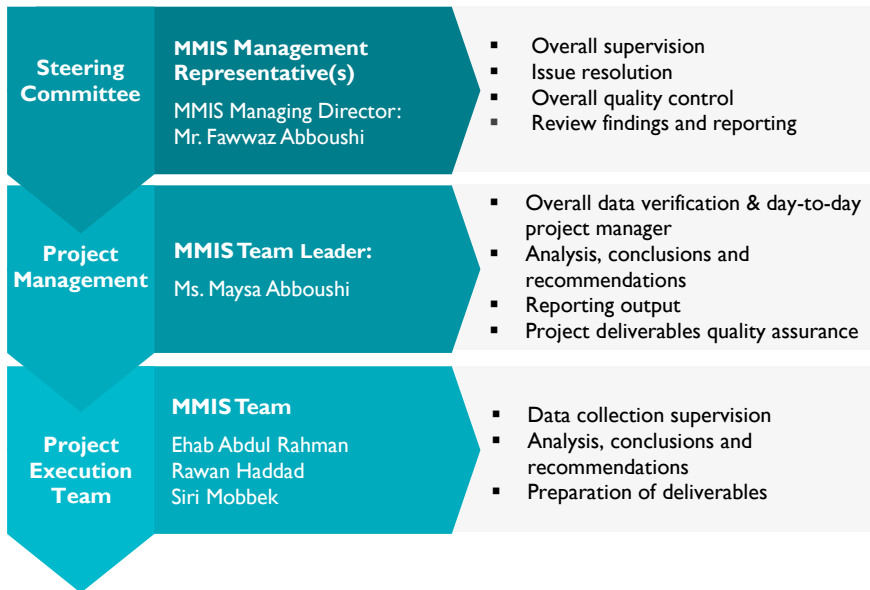 Steering
Committee
MMIS Management
Representative(s)
MMIS Managing Director:
Mr. Fawwaz Abboushi
▪ Overall supervision
▪ Issue resolution
▪ Overall quality control
▪ Review findings and reporting
Project
Management
MMIS Team Leader:
Ms. Maysa Abboushi
▪ Overall data verification & day-to-day
project manager
▪ Analysis, conclusions and
recommendations
▪ Reporting output
▪ Project deliverables quality assurance
Project
Execution
Team
MMIS Team
Ehab Abdul Rahman
Rawan Haddad
Siri Mobbek
▪ Data collection supervision
▪ Analysis, conclusions and
recommendations
▪ Preparation of deliverables